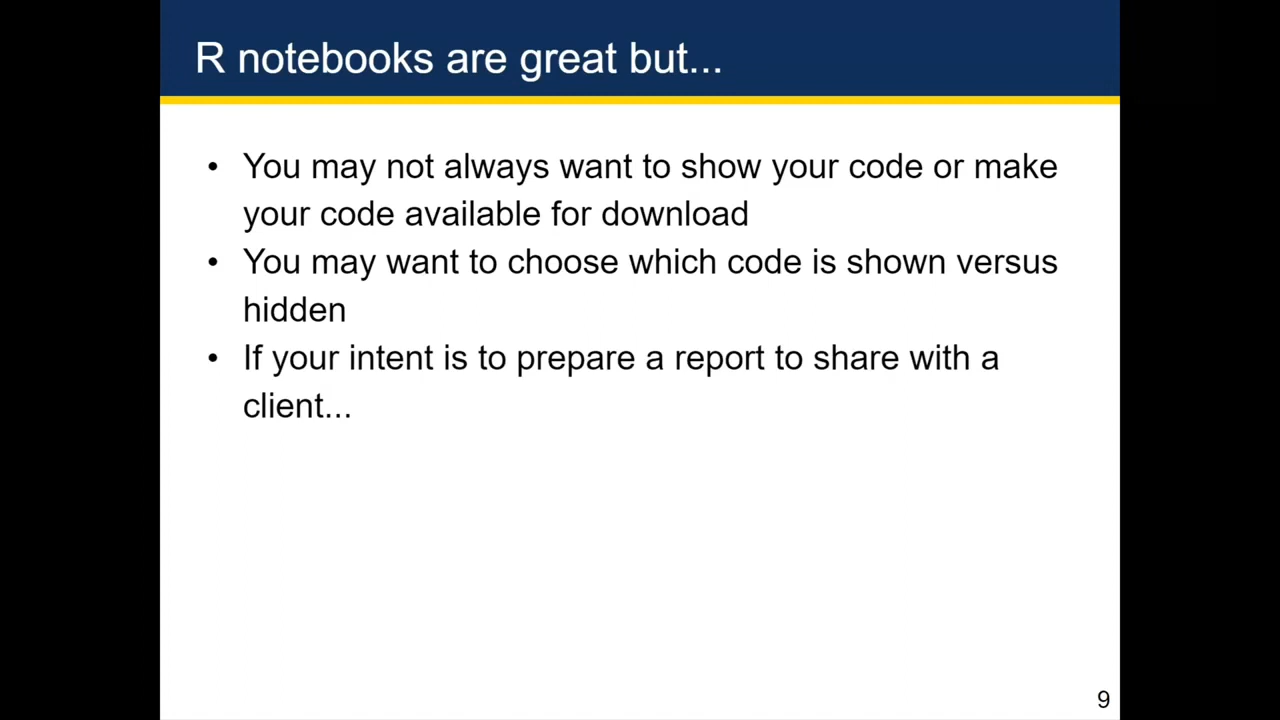 R notebooks are great but...
• You may not always want to show your code or make
your code available for download
• You may want to choose which code is shown versus
hidden
• If your intent is to prepare a report to share with a
client...
9